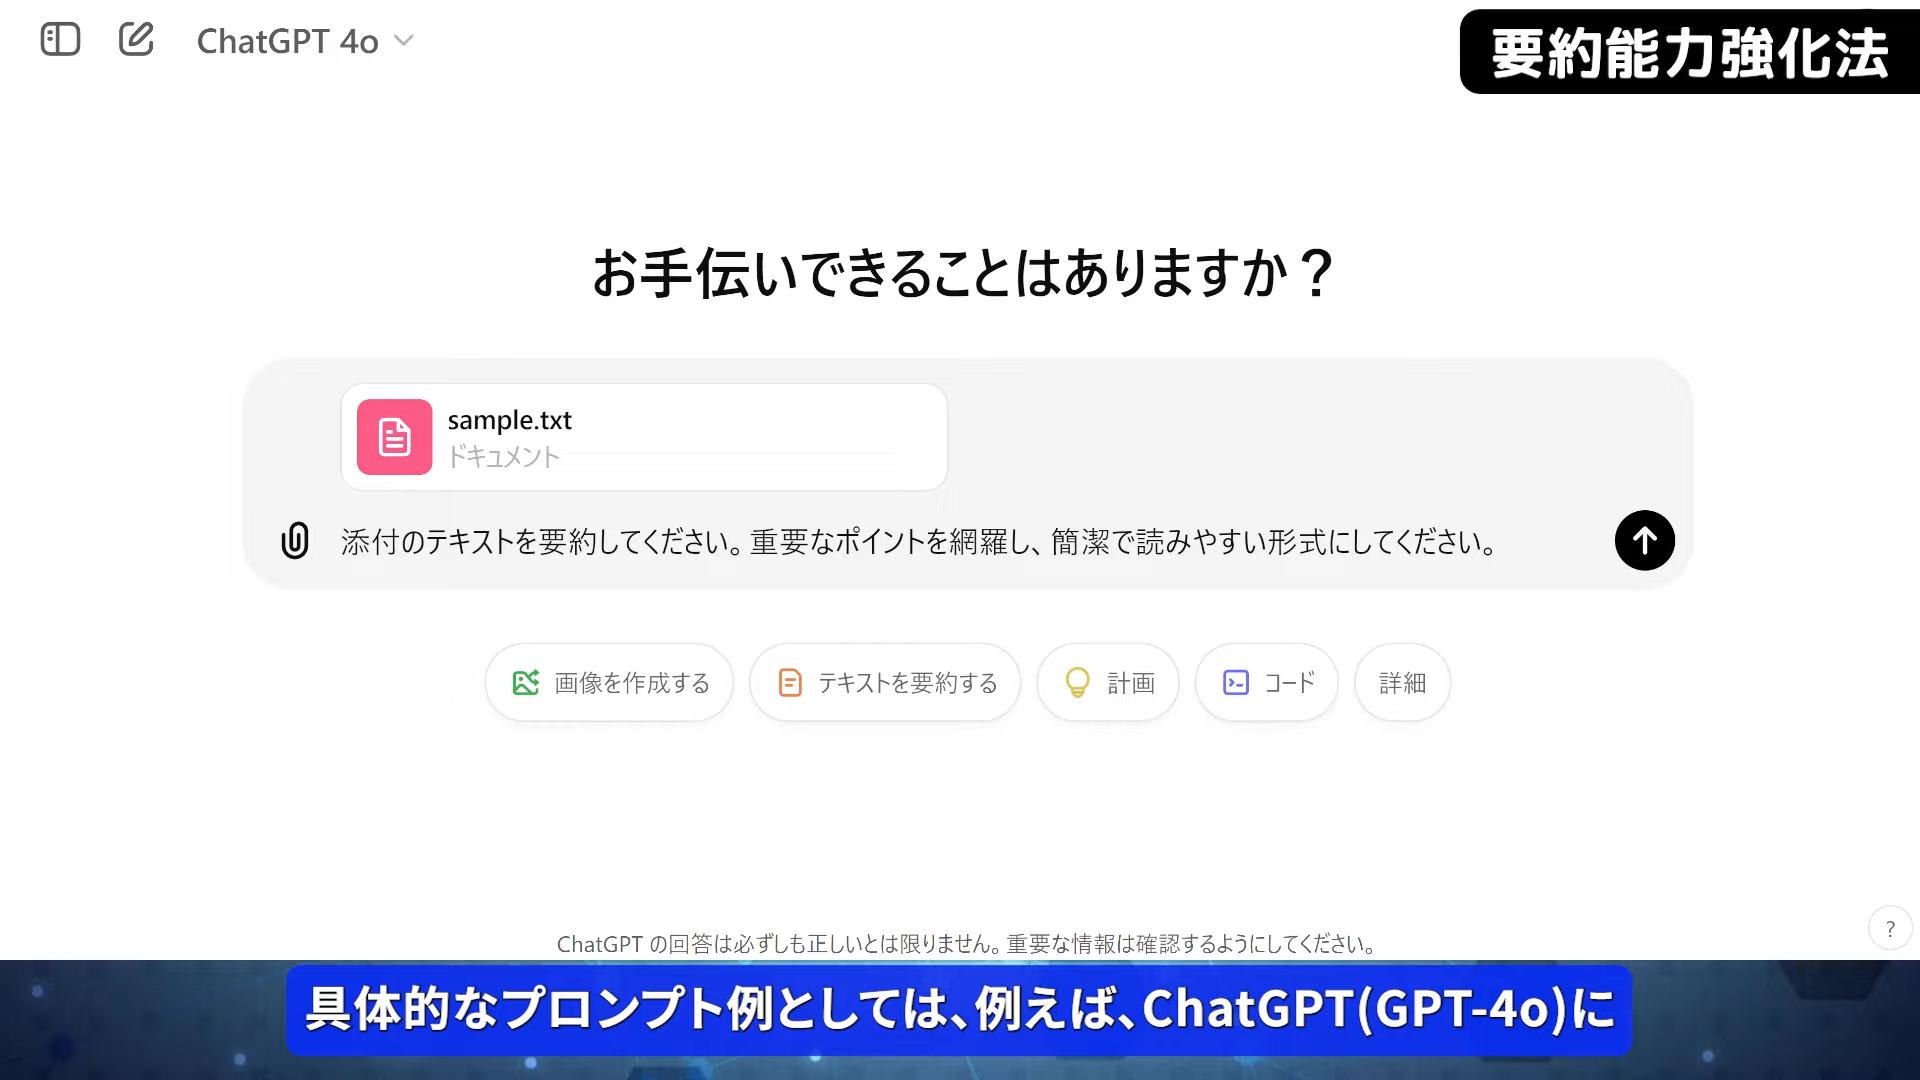 ChatGPT 4o
要約能力強化法
お手伝いできることはありますか？
sample.txt
ドキュメント
添付のテキストを要約してください。重要なポイントを網羅し、簡潔で読みやすい形式にしてください。
画像を作成する
テキストを要約する
計画
コード
詳細
?
ChatGPT の回答は必ずしも正しいとは限りません。重要な情報は確認するようにしてください。
具体的なプロンプト例としては、例えば、ChatGPT(GPT-4o)に